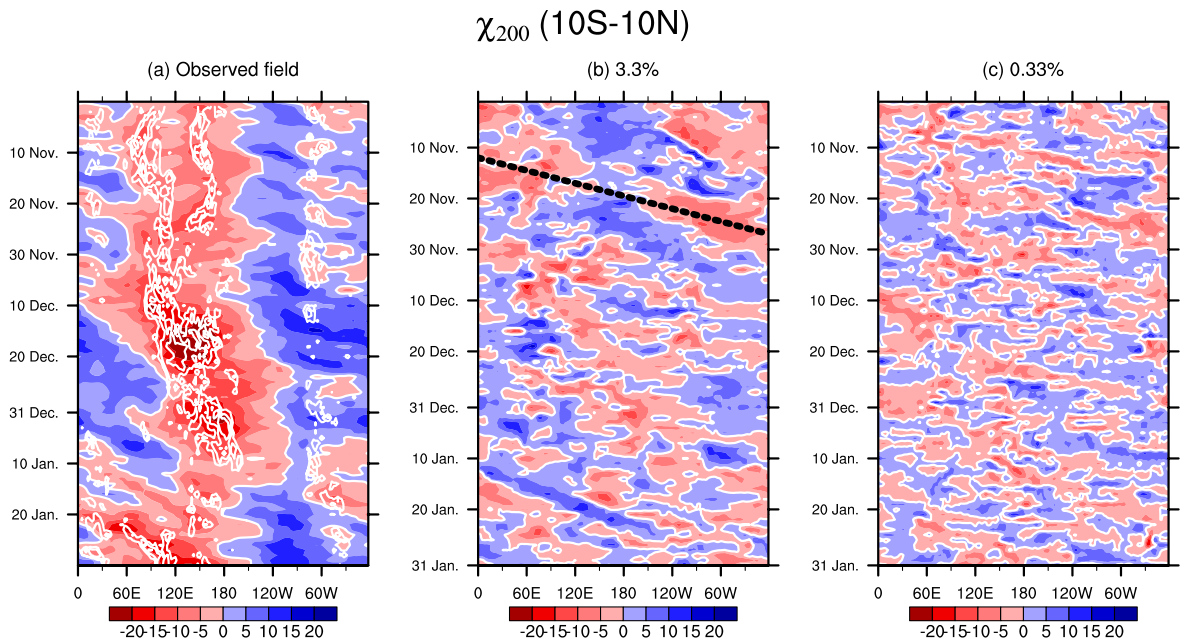 χ200 (10S-10N)
(a) Observed field
10 Nov.
20 Nov.
30 Nov.
10 Dec.
20 Dec.
31 Dec.
10 Jan.
20 Jan.
0 60E 120E 180 120W 60W
-20 -15 -10 -5 0 5 10 15 20
(b) 3.3%
10 Nov.
20 Nov.
30 Nov.
10 Dec.
20 Dec.
31 Dec.
10 Jan.
20 Jan.
31 Jan.
0 60E 120E 180 120W 60W
-20 -15 -10 -5 0 5 10 15 20
(c) 0.33%
10 Nov.
20 Nov.
30 Nov.
10 Dec.
20 Dec.
31 Dec.
10 Jan.
20 Jan.
31 Jan.
0 60E 120E 180 120W 60W
-20 -15 -10 -5 0 5 10 15 20